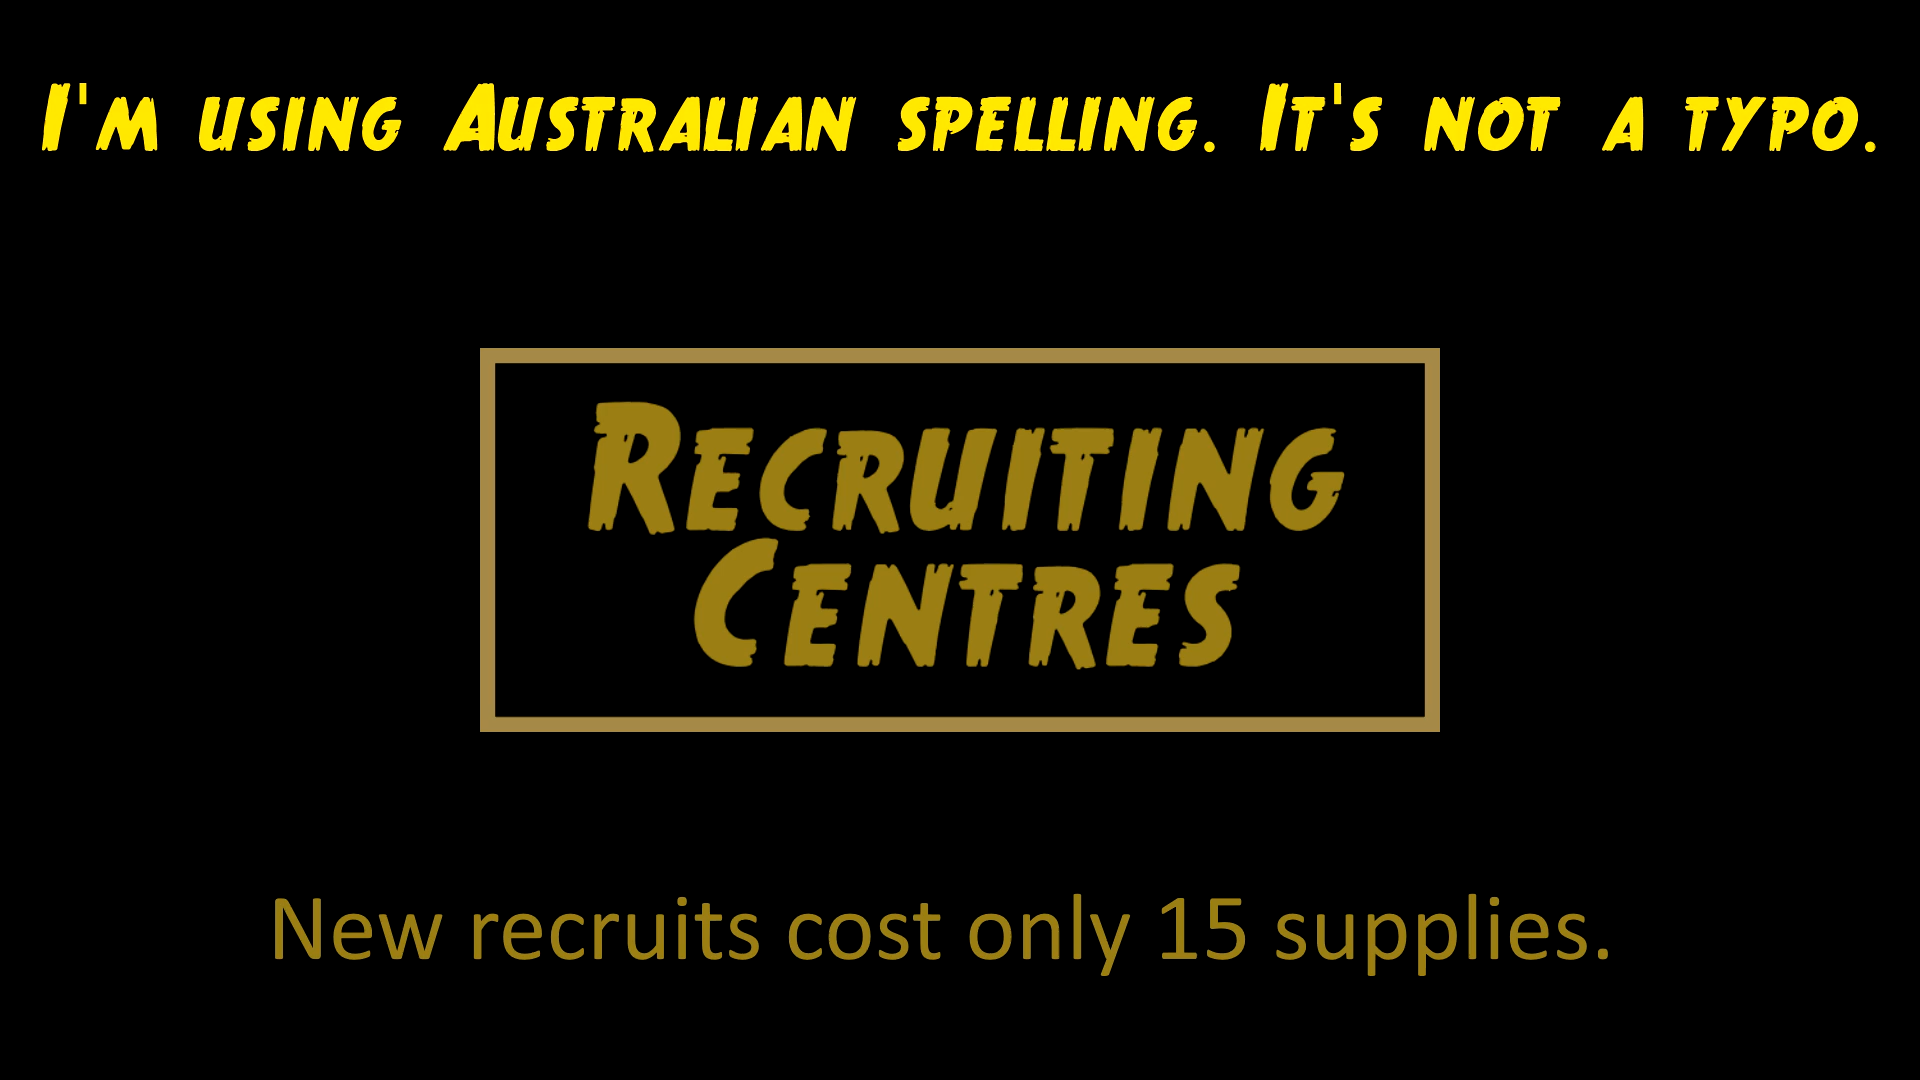 I'm using Australian spelling. It's not a typo.
Recruiting
Centres
New recruits cost only 15 supplies.